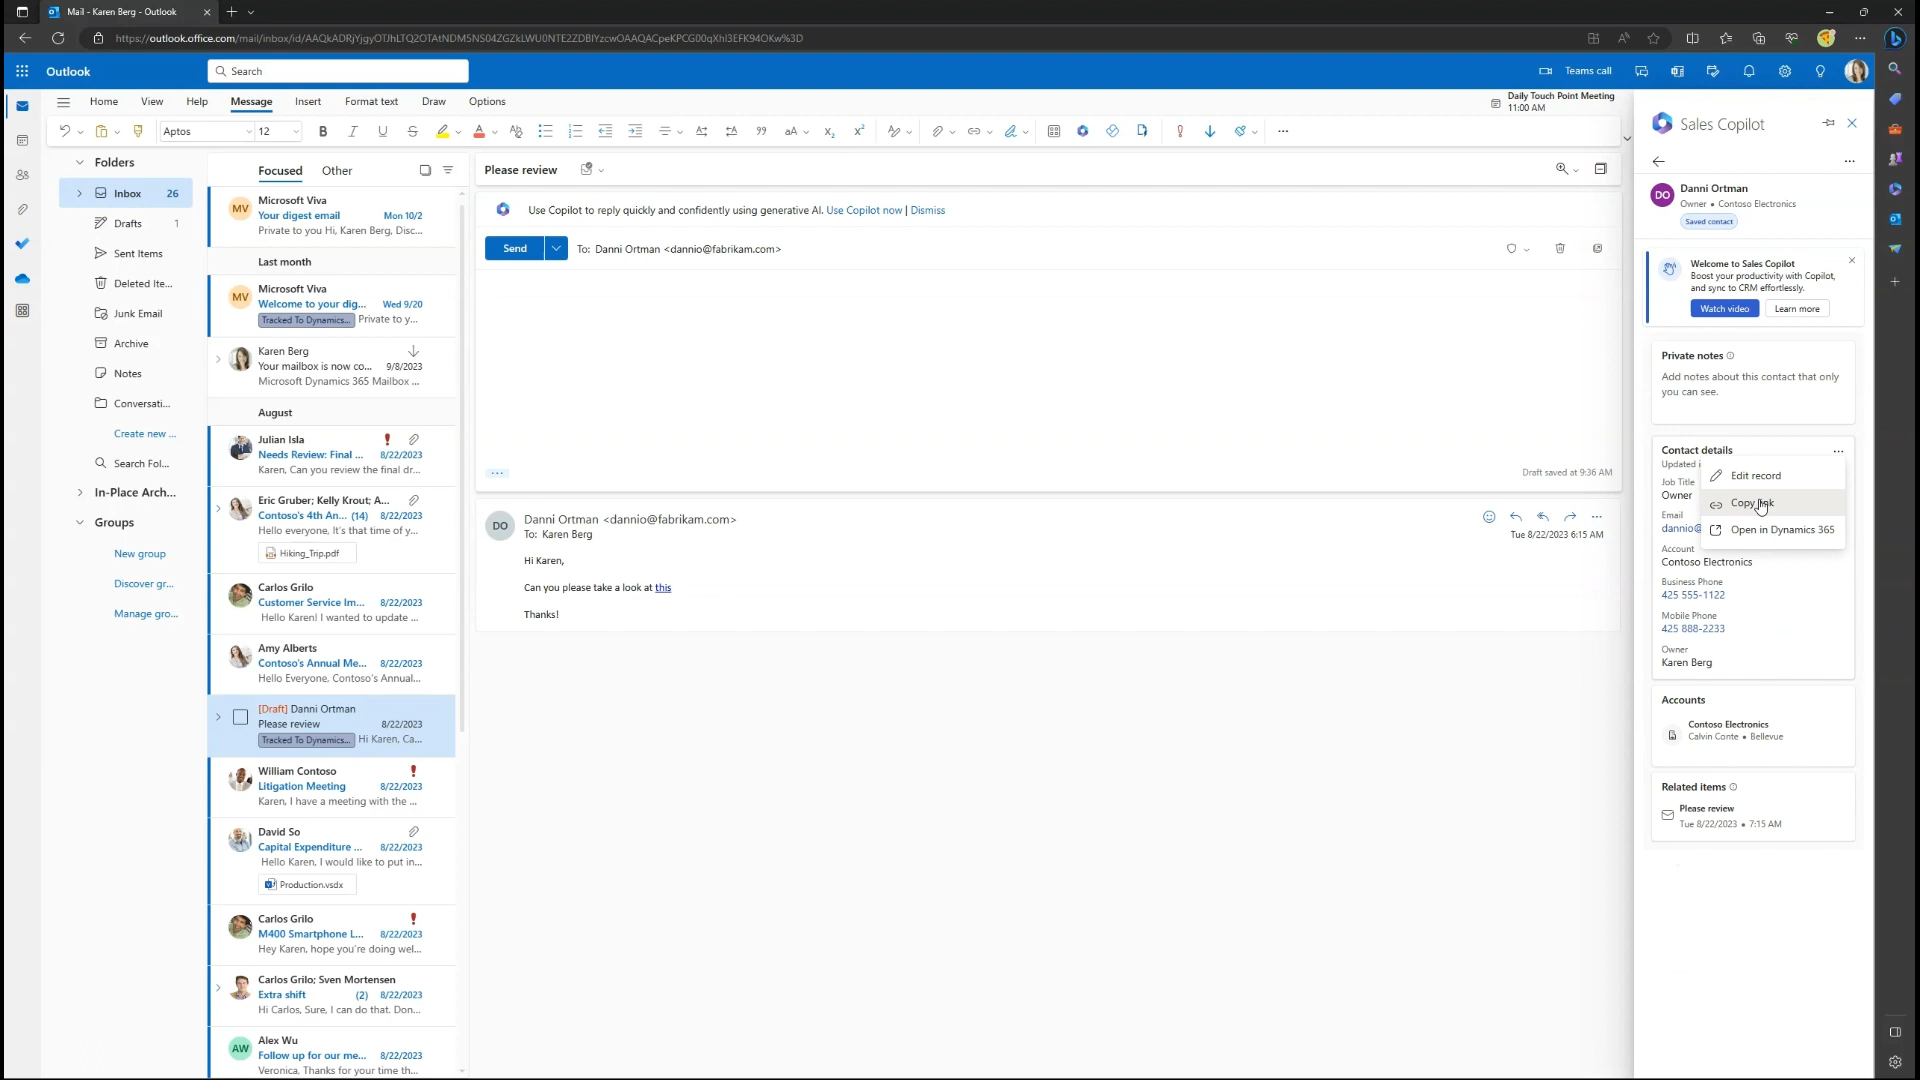 Mail - Karen Berg - Outlook
https://outlook.office.com/mail/inbox/id/
Outlook
Search
Teams call
Home View Help Message Insert Format text Draw Options
Daily Touch Point Meeting
11:00 AM
Aptos 12
Folders
Inbox 26
Drafts 1
Sent Items
Deleted Ite...
Junk Email
Archive
Notes
Conversati...
Create new ...
Search Fol...
In-Place Arch...
Groups
New group
Discover gr...
Manage gro...
Focused Other
MV
Microsoft Viva
Your digest email Mon 10/2
Private to you Hi, Karen Berg, Disc...
Last month
MV
Microsoft Viva
Welcome to your dig... Wed 9/20
Tracked To Dynamics... Private to y...
Karen Berg
Your mailbox is now co... 9/8/2023
Microsoft Dynamics 365 Mailbox ...
August
Julian Isla
Needs Review: Final ... 8/22/2023
Karen, Can you review the final dr...
Eric Gruber; Kelly Krout; A...
Contoso's 4th An... (14) 8/22/2023
Hello everyone, It's that time of y...
Hiking_Trip.pdf
Carlos Grilo
Customer Service Im... 8/22/2023
Hello Karen! I wanted to update ...
Amy Alberts
Contoso's Annual Me... 8/22/2023
Hello Everyone, Contoso's Annual...
[Draft] Danni Ortman
Please review 8/22/2023
Tracked To Dynamics... Hi Karen, Ca...
William Contoso
Litigation Meeting 8/22/2023
Karen, I have a meeting with the ...
David So
Capital Expenditure ... 8/22/2023
Hello Karen, I would like to put in...
Production.vsdx
Carlos Grilo
M400 Smartphone L... 8/22/2023
Hey Karen, hope you're doing wel...
Carlos Grilo; Sven Mortensen
Extra shift (2) 8/22/2023
Hi Carlos, Sure, I can do that. Don...
AW
Alex Wu
Follow up for our me... 8/22/2023
Veronica, Thanks for your time th...
Please review
Use Copilot to reply quickly and confidently using generative AI. Use Copilot now | Dismiss
Send
To: Danni Ortman <dannio@fabrikam.com>
Draft saved at 9:36 AM
DO
Danni Ortman <dannio@fabrikam.com>
To: Karen Berg
Tue 8/22/2023 6:15 AM
Hi Karen,
Can you please take a look at this
Thanks!
Sales Copilot
DO
Danni Ortman
Owner • Contoso Electronics
Saved contact
Welcome to Sales Copilot
Boost your productivity with Copilot,
and sync to CRM effortlessly.
Watch video Learn more
Private notes
Add notes about this contact that only
you can see.
Contact details
Updated
Edit record
Copy link
Open in Dynamics 365
Job Title
Owner
Email
dannio@
Account
Contoso Electronics
Business Phone
425 555-1122
Mobile Phone
425 888-2233
Owner
Karen Berg
Accounts
Contoso Electronics
Calvin Conte • Bellevue
Related items
Please review
Tue 8/22/2023 • 7:15 AM